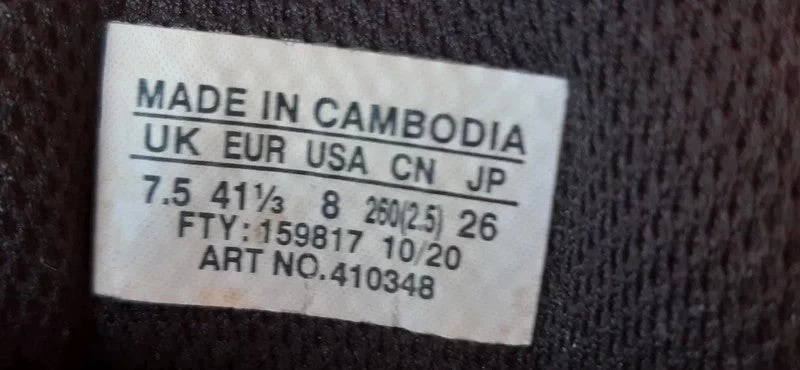 MADE IN CAMBODIA
UK EUR USA CN JP
7.5 41⅓ 8 260(2.5) 26
FTY: 159817 10/20
ART NO. 410348